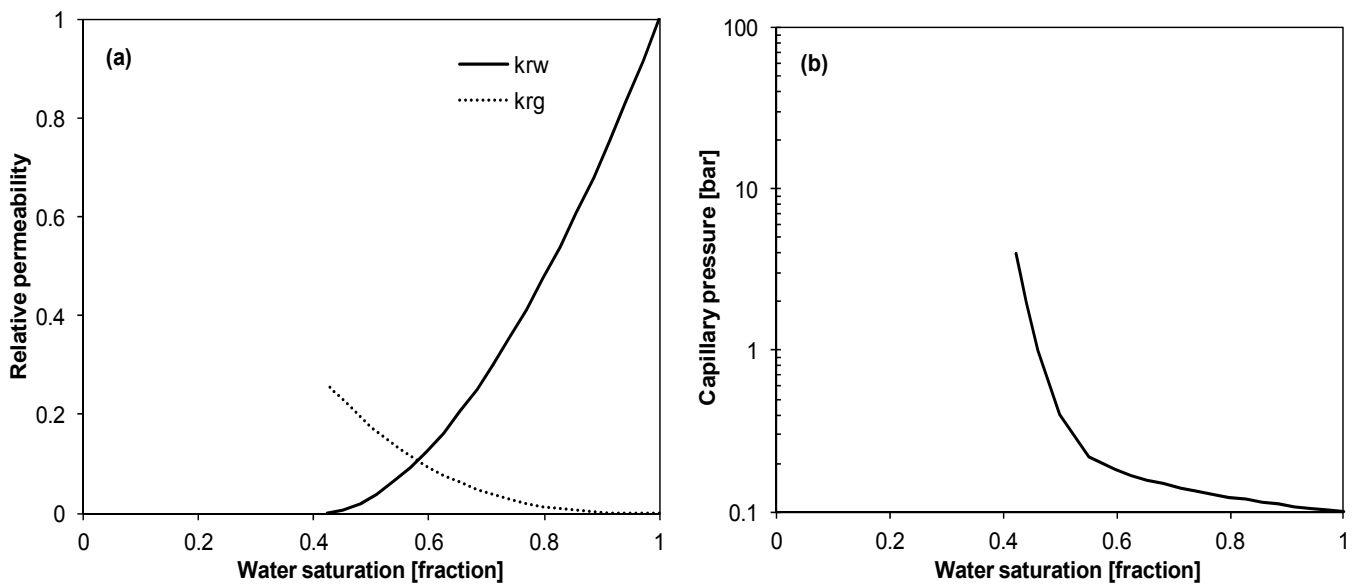 (a)
krw
krg
Relative permeability
1
0.8
0.6
0.4
0.2
0
0
0.2
0.4
0.6
0.8
1
Water saturation [fraction]
(b)
Capillary pressure [bar]
100
10
1
0.1
0
0.2
0.4
0.6
0.8
1
Water saturation [fraction]